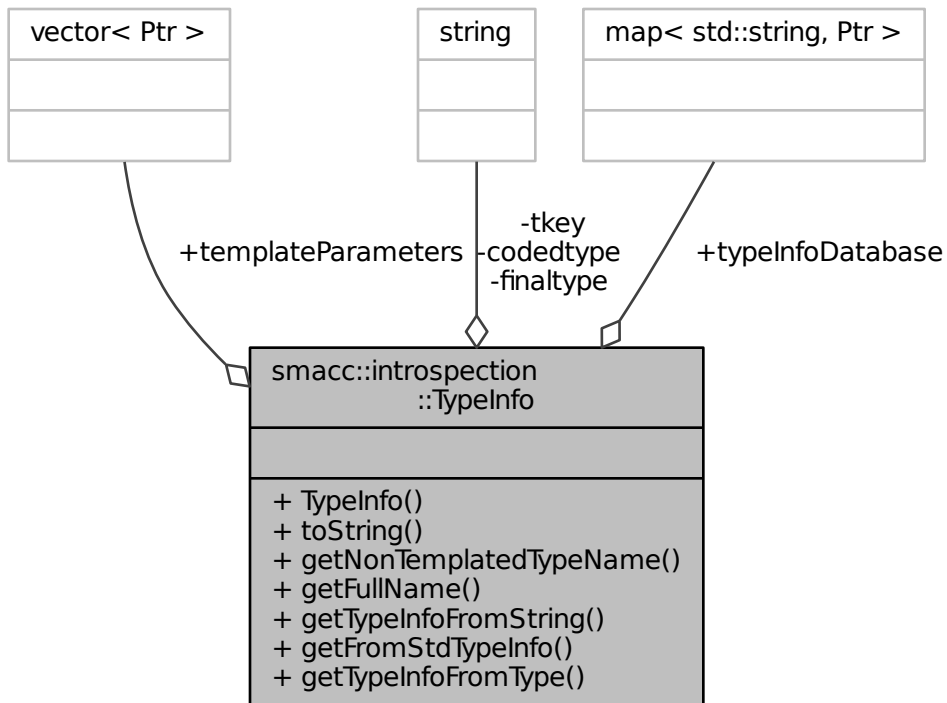 vector< Ptr >
string
map< std::string, Ptr >
+templateParameters
-tkey
-codedtype
-finaltype
+typeInfoDatabase
smacc::introspection
::TypeInfo
+ TypeInfo()
+ toString()
+ getNonTemplatedTypeName()
+ getFullName()
+ getTypeInfoFromString()
+ getFromStdTypeInfo()
+ getTypeInfoFromType()